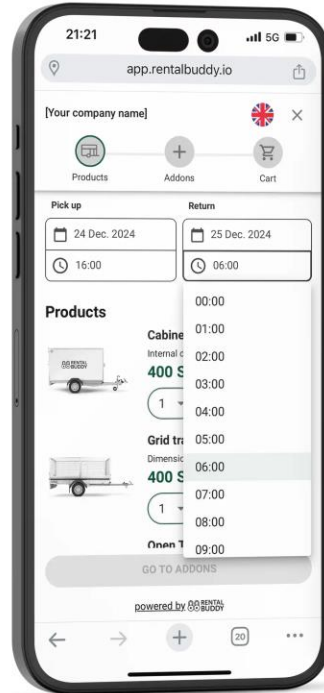 21:21
5G
app.rentalbuddy.io
[Your company name]
Products
Addons
Cart
Pick up
Return
24 Dec. 2024
25 Dec. 2024
16:00
06:00
00:00
01:00
02:00
03:00
04:00
05:00
06:00
07:00
08:00
09:00
Products
RENTAL
BUDDY
Cabine
Internal
400 S
1
Grid tra
Dimensio
400 S
1
Open T
GO TO ADDONS
powered by RENTAL BUDDY
20